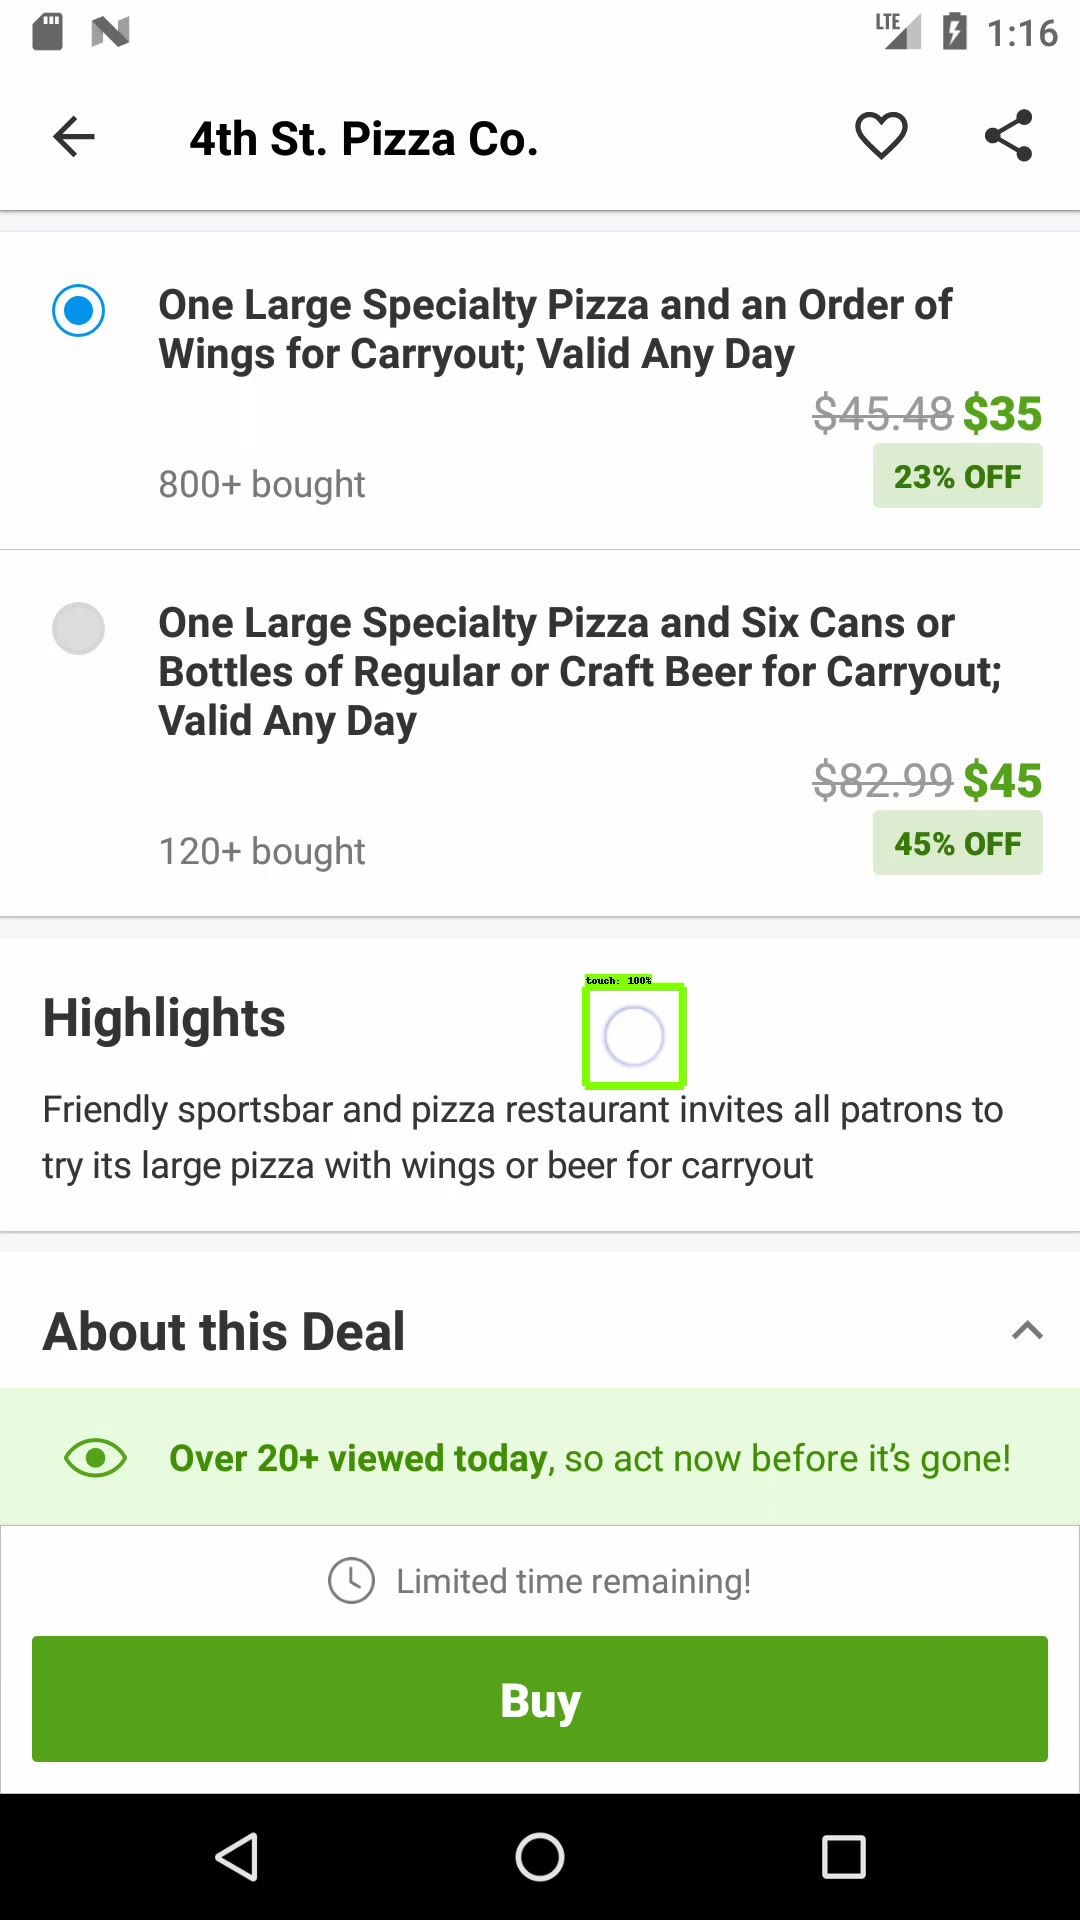 LTE 1:16
4th St. Pizza Co.
One Large Specialty Pizza and an Order of
Wings for Carryout; Valid Any Day
$45.48 $35
800+ bought
23% OFF
One Large Specialty Pizza and Six Cans or
Bottles of Regular or Craft Beer for Carryout;
Valid Any Day
$82.99 $45
120+ bought
45% OFF
touch: 100%
Highlights
Friendly sportsbar and pizza restaurant invites all patrons to
try its large pizza with wings or beer for carryout
About this Deal
Over 20+ viewed today, so act now before it’s gone!
Limited time remaining!
Buy